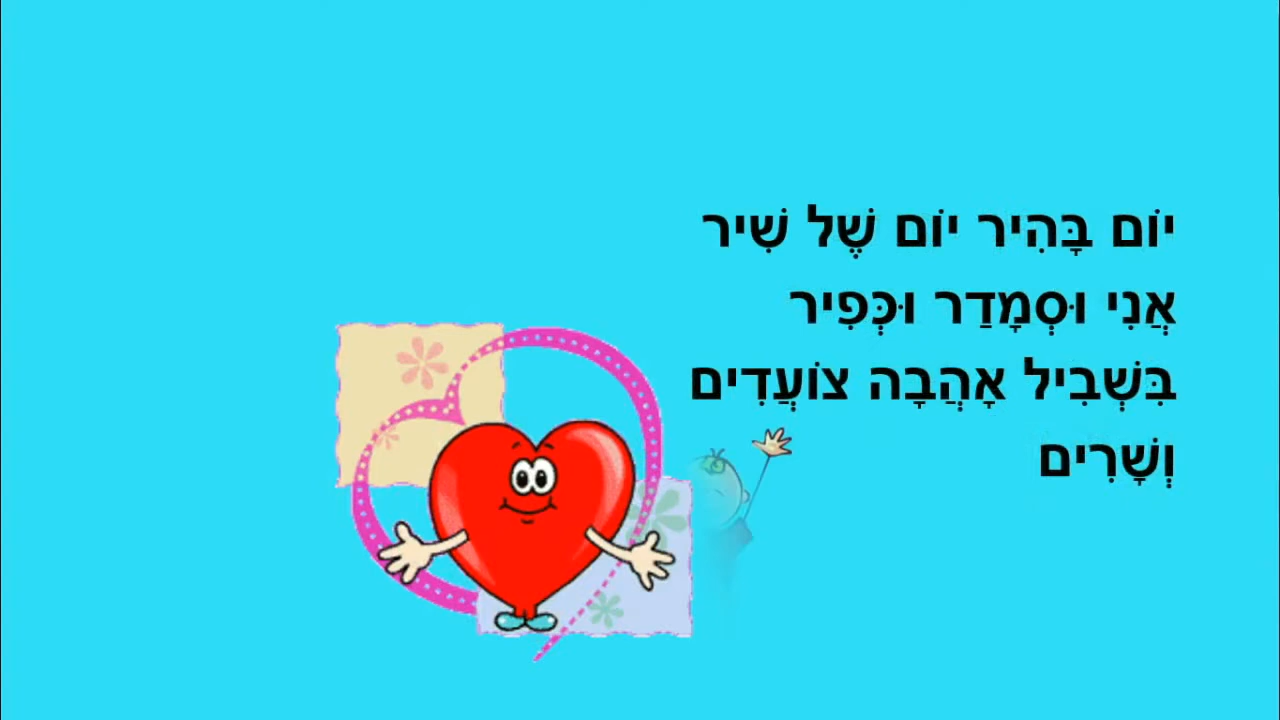 יוֹם בָּהִיר יוֹם שֶׁל שִׁיר
אֲנִי וּסְמָדַר וּכְּפִיר
בִּשְׁבִיל אָהֲבָה צוֹעֲדִים
וְשָׁרִים